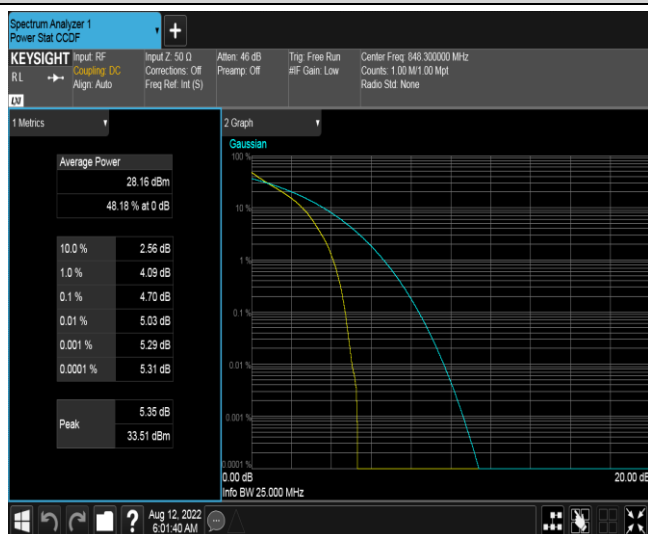 Spectrum Analyzer 1
Power Stat CCDF
+
KEYSIGHT
RL
LXI
Input: RF
Coupling: DC
Align: Auto
Input Z: 50 Ω
Corrections: Off
Freq Ref: Int (S)
Atten: 46 dB
Preamp: Off
Trig: Free Run
#IF Gain: Low
Center Freq: 848.300000 MHz
Counts: 1.00 M/1.00 Mpt
Radio Std: None
1 Metrics
Average Power
28.16 dBm
48.18 % at 0 dB
10.0 % 2.56 dB
1.0 % 4.09 dB
0.1 % 4.70 dB
0.01 % 5.03 dB
0.001 % 5.29 dB
0.0001 % 5.31 dB
Peak
5.35 dB
33.51 dBm
2 Graph
Gaussian
100 %
10 %
1 %
0.1 %
0.01 %
0.001 %
0.0001 %
0.00 dB
20.00 dB
Info BW 25.000 MHz
?
Aug 12, 2022
6:01:40 AM